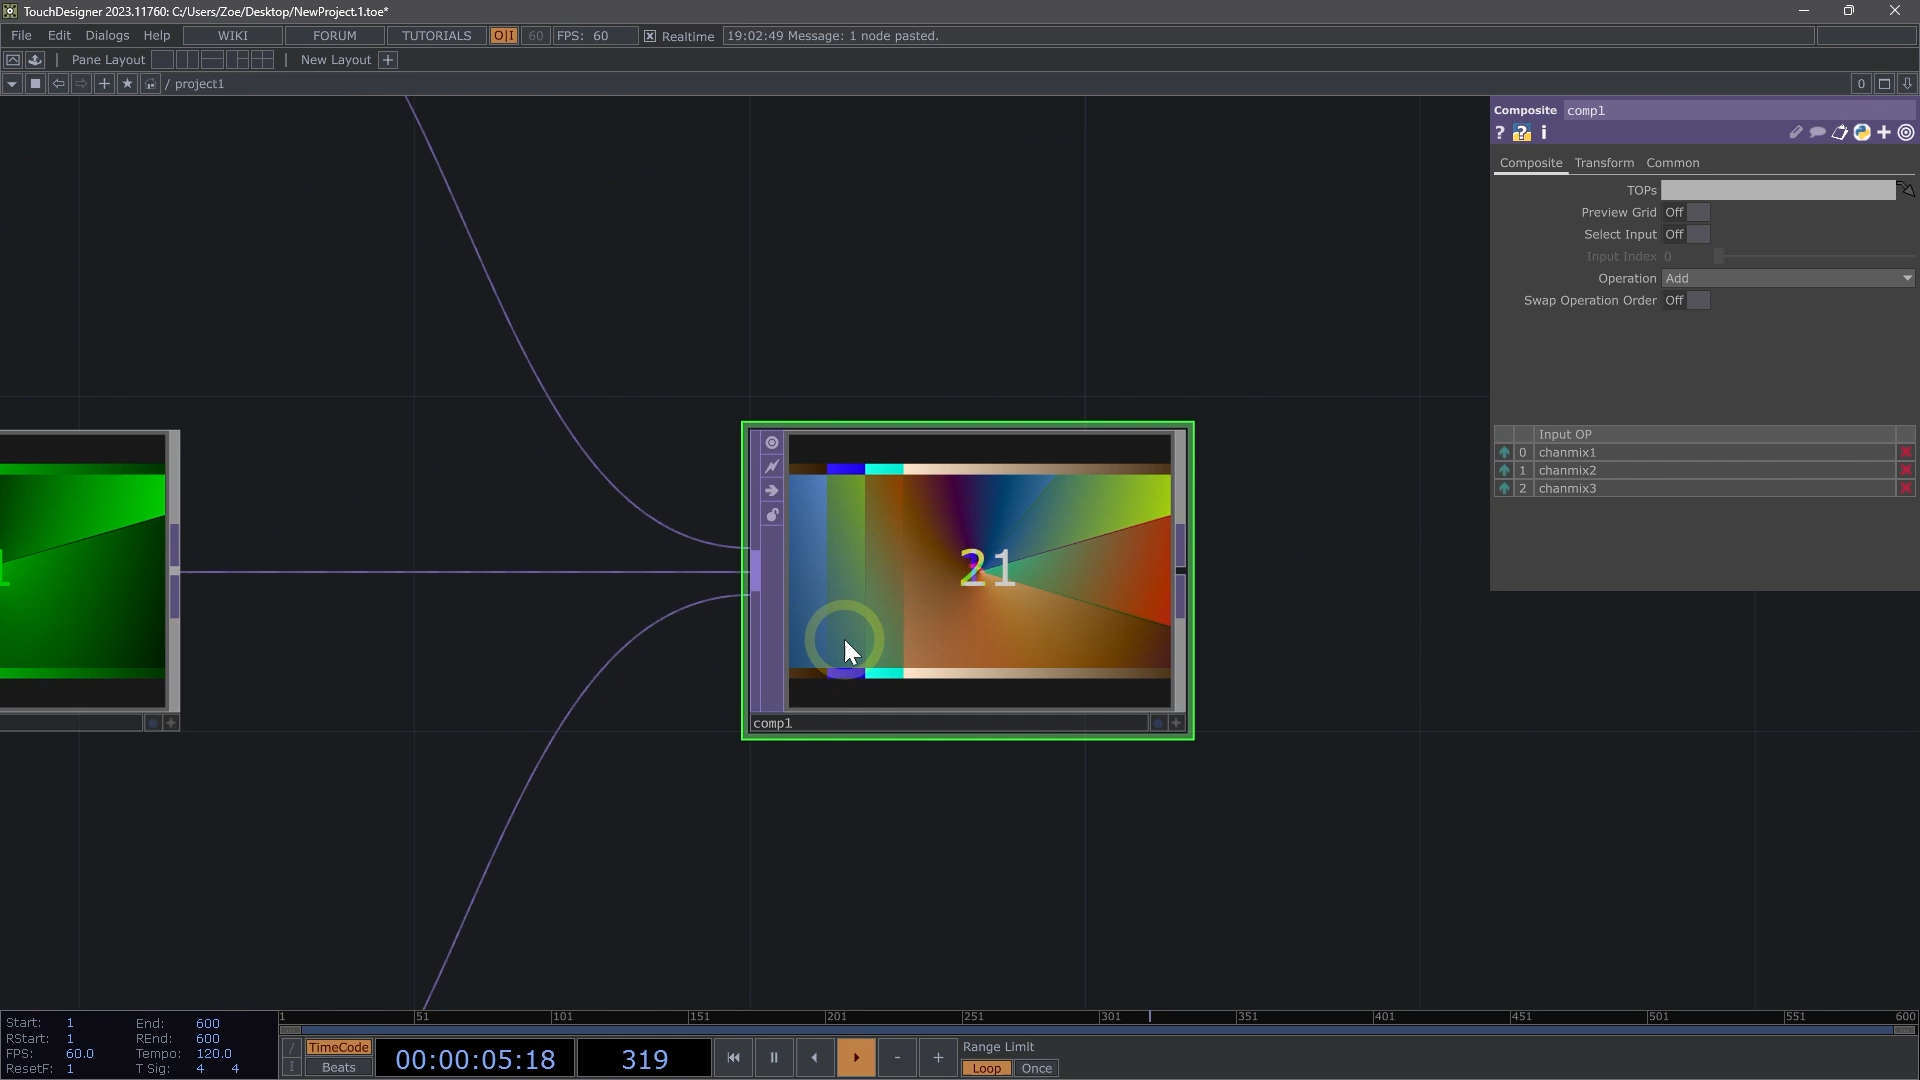 TouchDesigner 2023.11760: C:/Users/Zoe/Desktop/NewProject.1.toe*
File Edit Dialogs Help WIKI FORUM TUTORIALS O|I 60 FPS: 60 Realtime 19:02:49 Message: 1 node pasted.
Pane Layout New Layout +
/ project1 0
Composite comp1
Composite Transform Common
TOPs
Preview Grid Off
Select Input Off
Input Index 0
Operation Add
Swap Operation Order Off
Input OP
0 chanmix1
1 chanmix2
2 chanmix3
21
comp1
1 51 101 151 201 251 301 351 401 451 501 551 600
Start: 1 End: 600
RStart: 1 REnd: 600
FPS: 60.0 Tempo: 120.0
ResetF: 1 T Sig: 4 4
TimeCode
Beats
00:00:05:18 319
- +
Range Limit
Loop Once